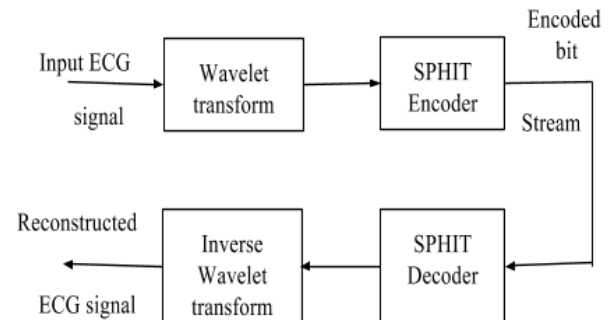 Input ECG
signal
Wavelet
transform
SPHIT
Encoder
Encoded
bit
Stream
SPHIT
Decoder
Inverse
Wavelet
transform
Reconstructed
ECG signal